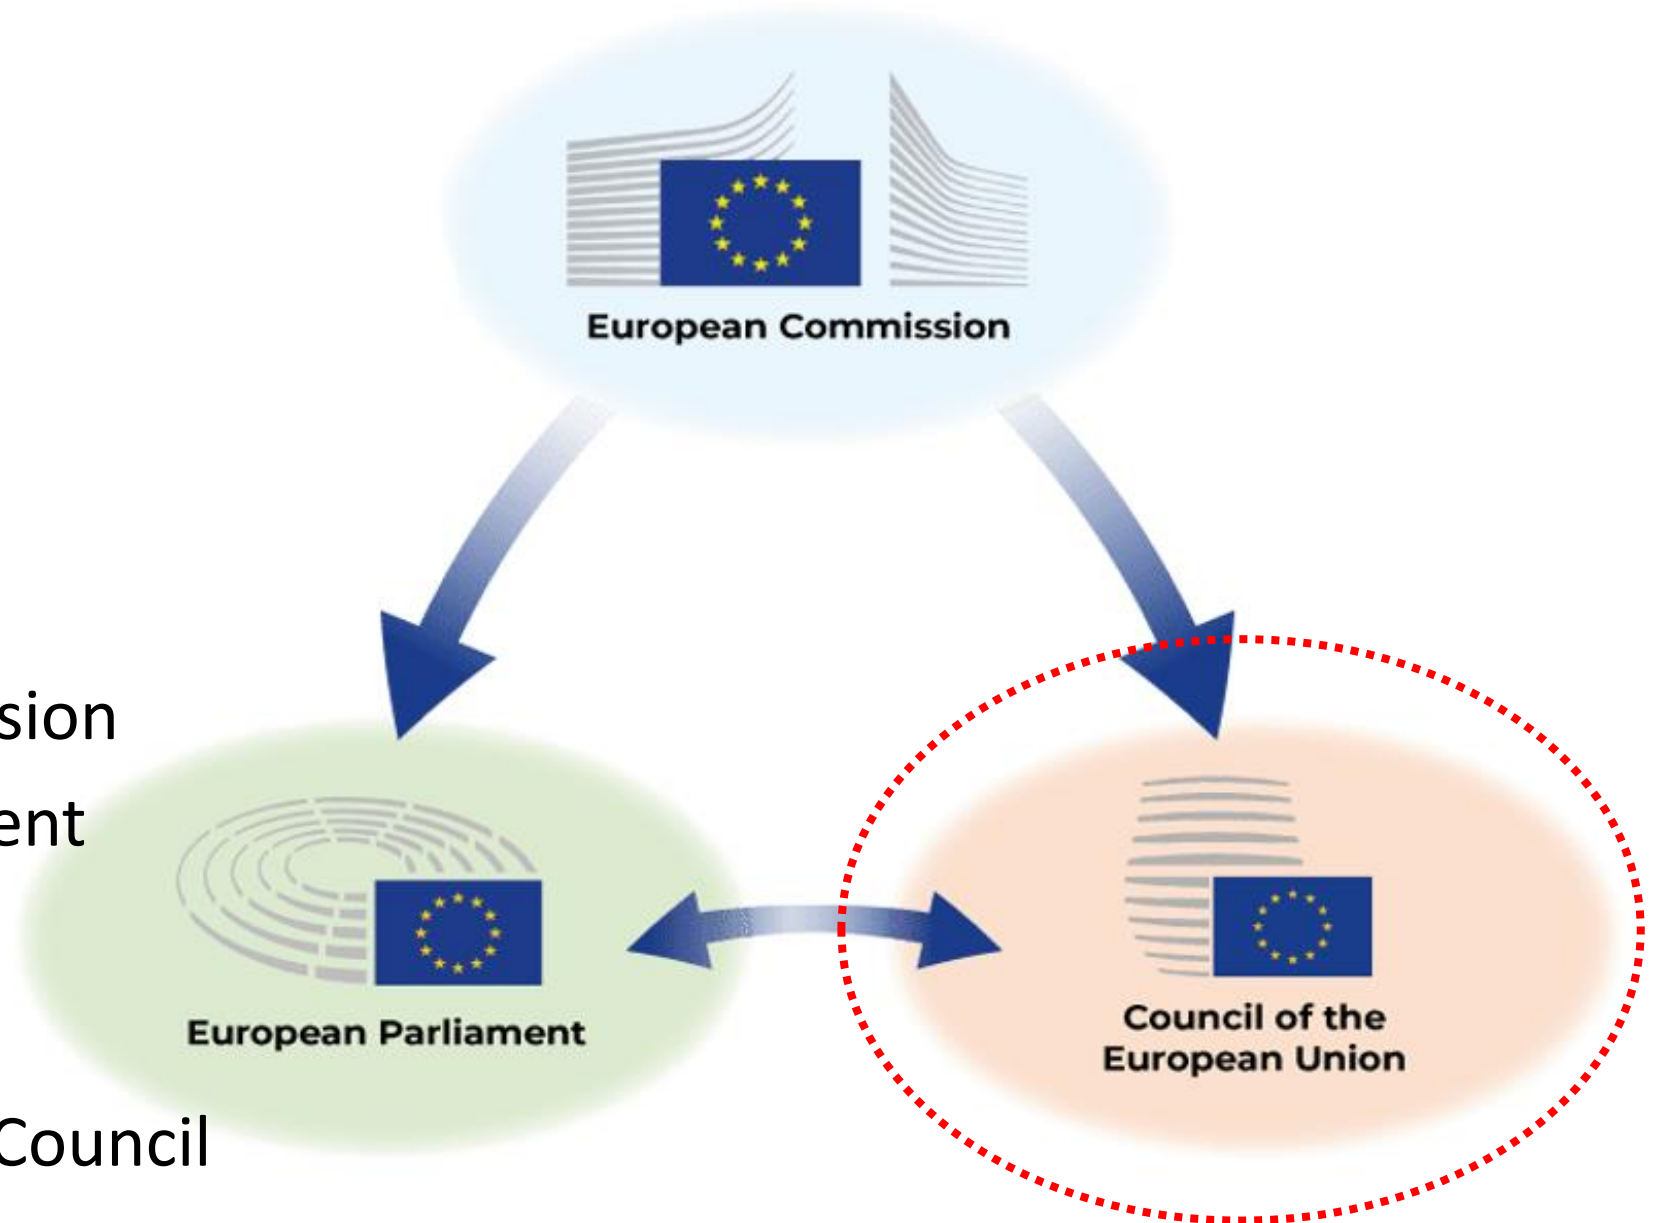 European Commission
sion
ent
European Parliament
Council of the
European Union
Council